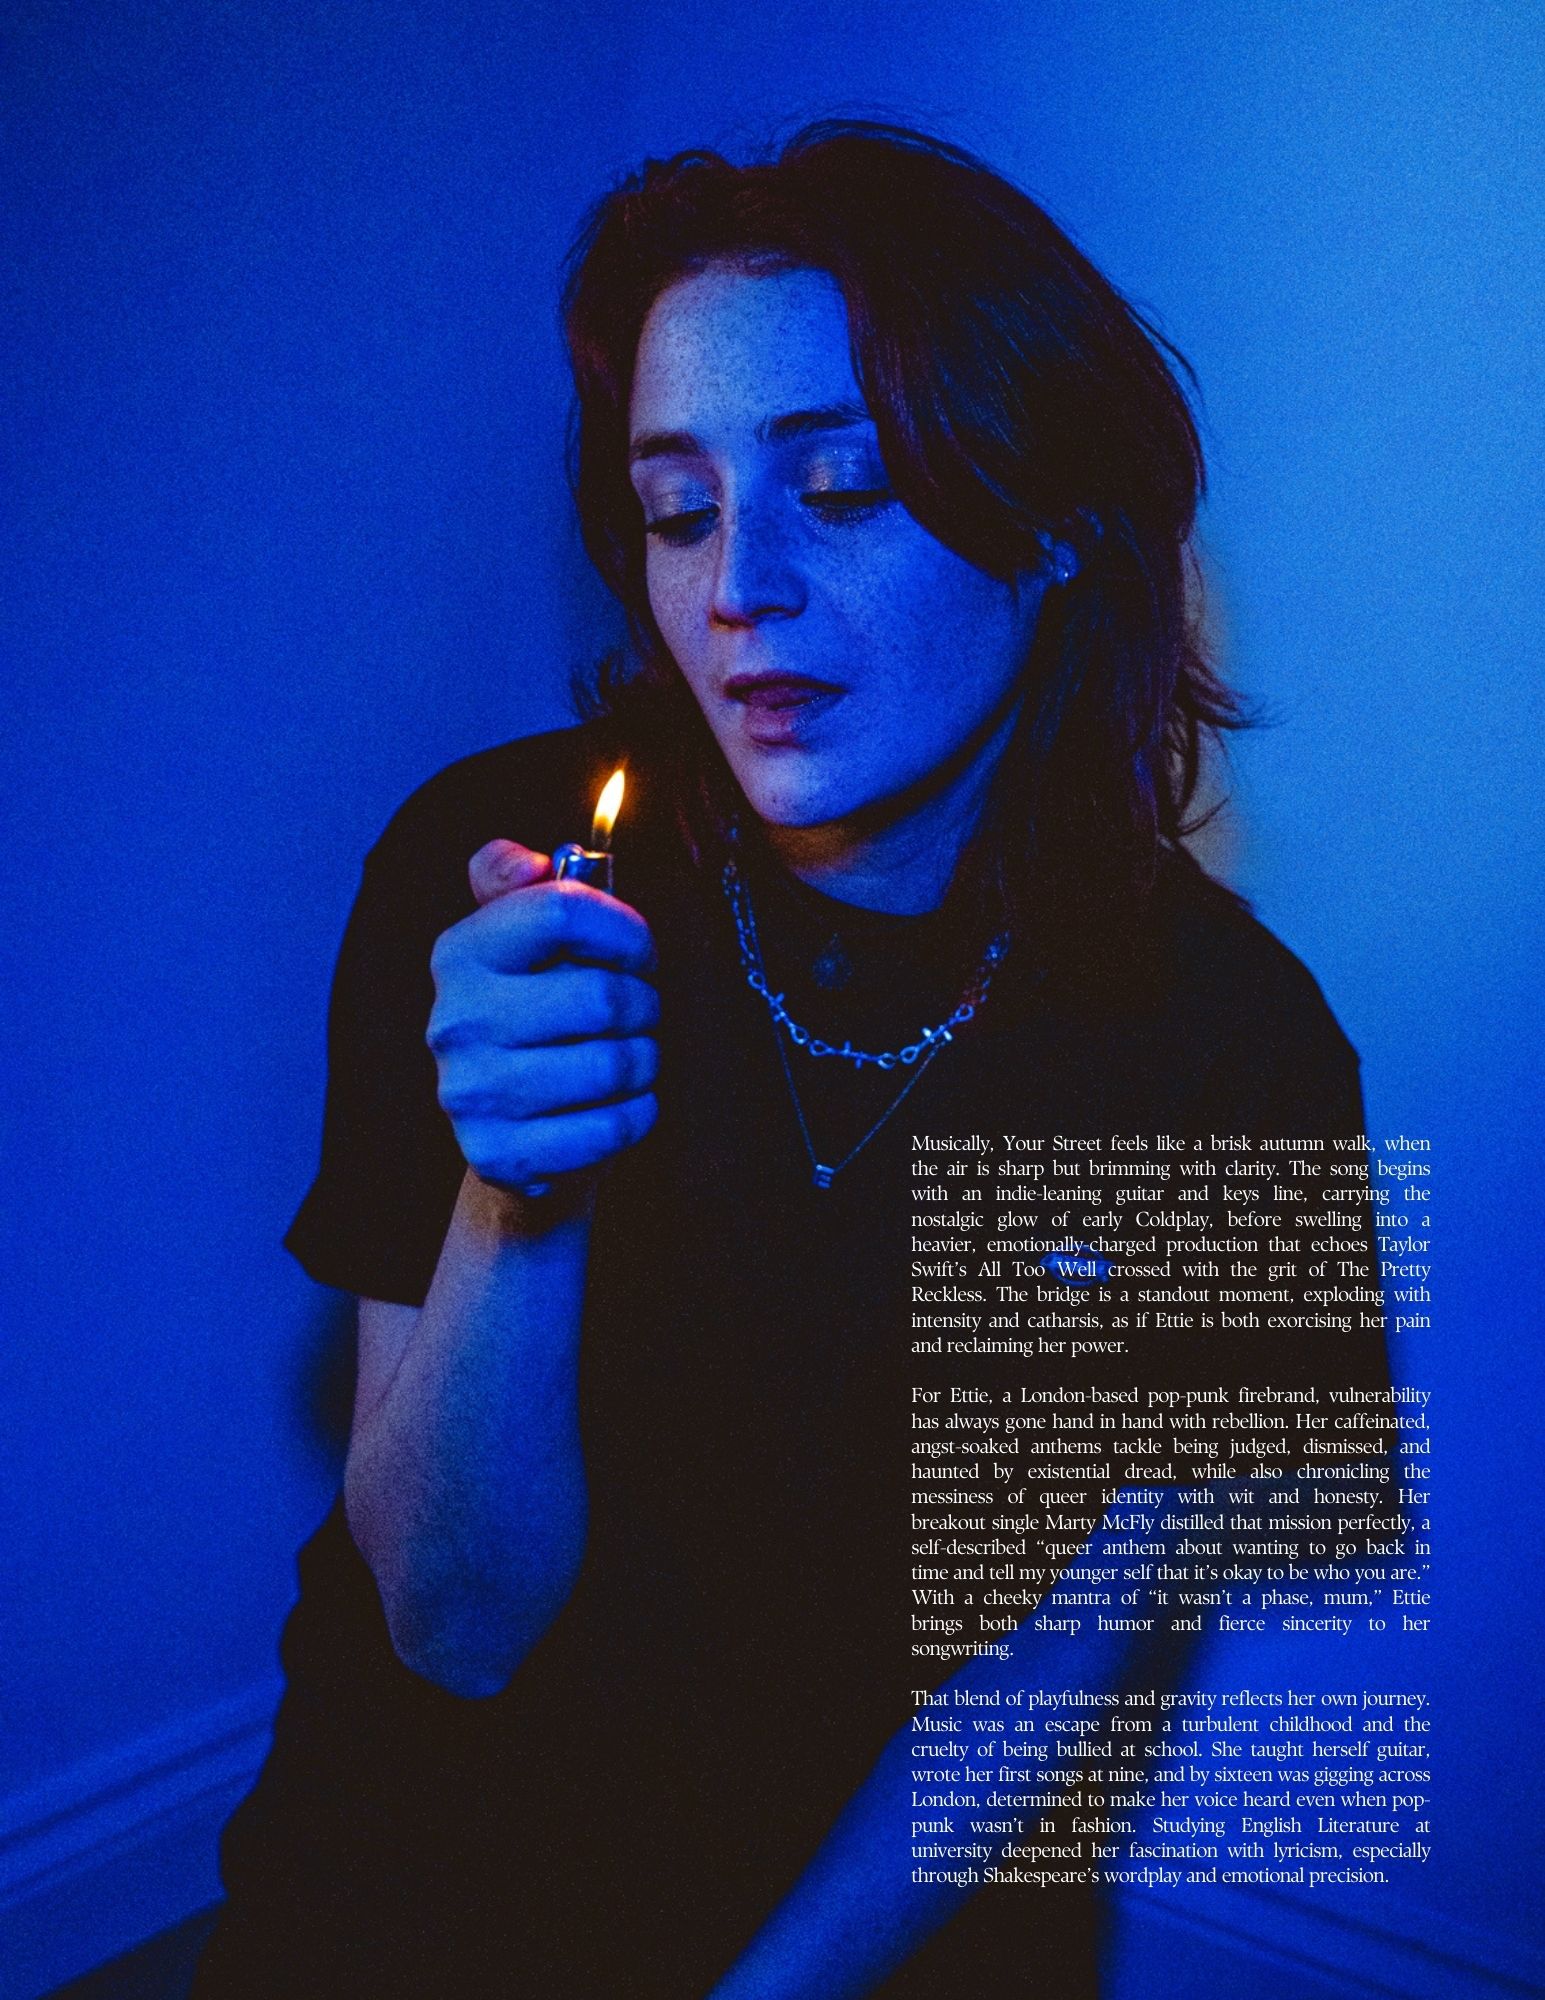 Musically, Your Street feels like a brisk autumn walk, when
the air is sharp but brimming with clarity. The song begins
with an indie-leaning guitar and keys line, carrying the
nostalgic glow of early Coldplay, before swelling into a
heavier, emotionally-charged production that echoes Taylor
Swift’s All Too Well crossed with the grit of The Pretty
Reckless. The bridge is a standout moment, exploding with
intensity and catharsis, as if Ettie is both exorcising her pain
and reclaiming her power.
For Ettie, a London-based pop-punk firebrand, vulnerability
has always gone hand in hand with rebellion. Her caffeinated,
angst-soaked anthems tackle being judged, dismissed, and
haunted by existential dread, while also chronicling the
messiness of queer identity with wit and honesty. Her
breakout single Marty McFly distilled that mission perfectly, a
self-described “queer anthem about wanting to go back in
time and tell my younger self that it’s okay to be who you are.”
With a cheeky mantra of “it wasn’t a phase, mum,” Ettie
brings both sharp humor and fierce sincerity to her
songwriting.
That blend of playfulness and gravity reflects her own journey.
Music was an escape from a turbulent childhood and the
cruelty of being bullied at school. She taught herself guitar,
wrote her first songs at nine, and by sixteen was gigging across
London, determined to make her voice heard even when pop-
punk wasn’t in fashion. Studying English Literature at
university deepened her fascination with lyricism, especially
through Shakespeare’s wordplay and emotional precision.